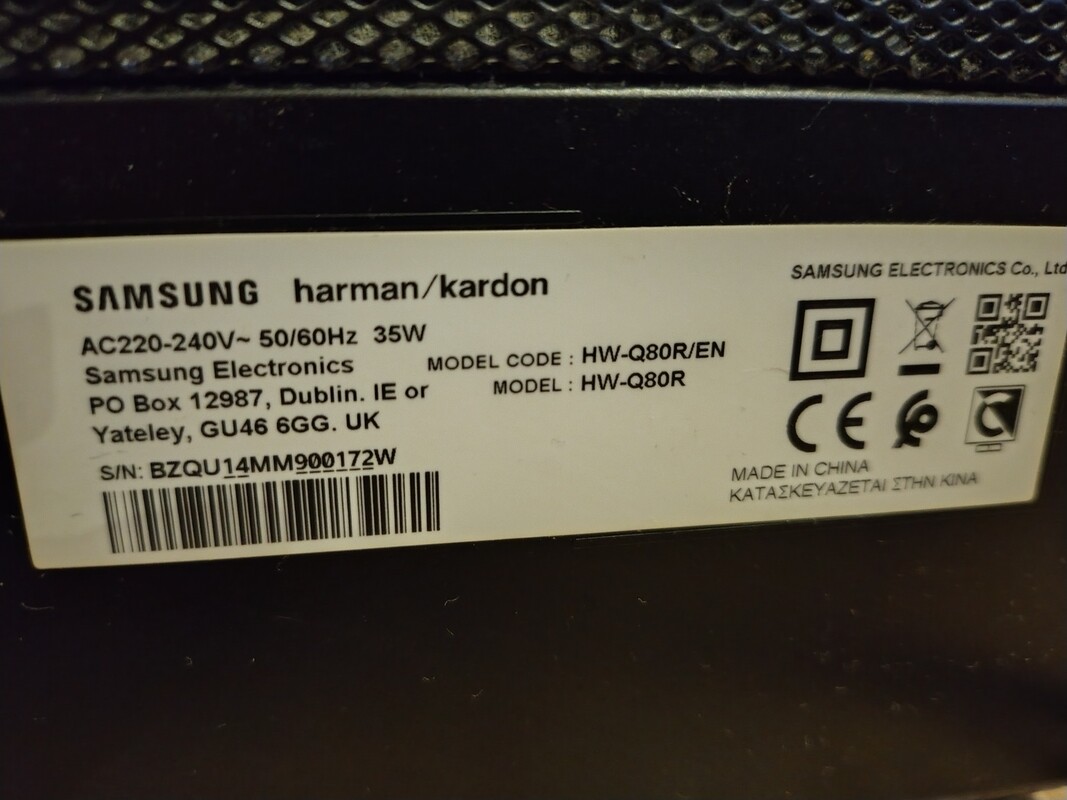 SAMSUNG harman/kardon
AC220-240V~ 50/60Hz 35W
Samsung Electronics
PO Box 12987, Dublin. IE or
Yateley, GU46 6GG. UK
S/N: BZQU14MM900172W
MODEL CODE : HW-Q80R/EN
MODEL : HW-Q80R
SAMSUNG ELECTRONICS Co., Ltd
CE
MADE IN CHINA
ΚΑΤΑΣΚΕΥΑΖΕΤΑΙ ΣΤΗΝ ΚΙΝΑ